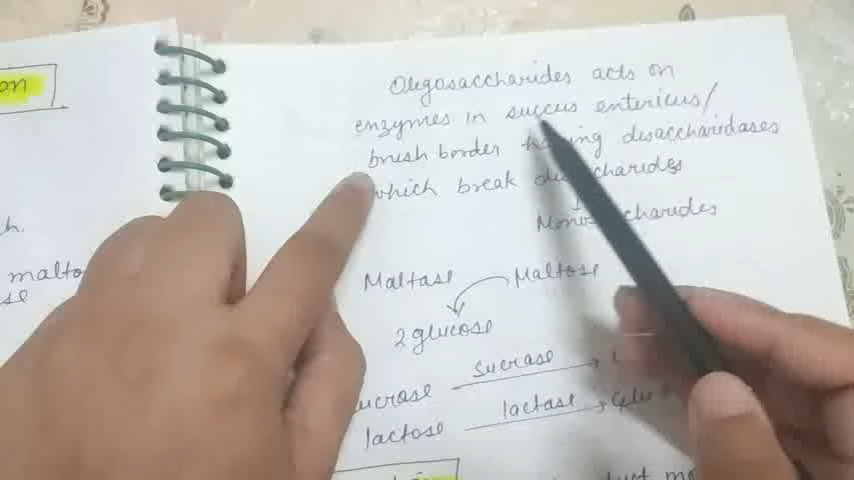 on
h.
malto
se
Oligosaccharides acts on
enzymes in succus entericus/
brush border having disaccharidases
which break disaccharides
↓
Monosaccharides
Maltase Maltose
2 glucose
ucrose sucrase →
lactose lactase →